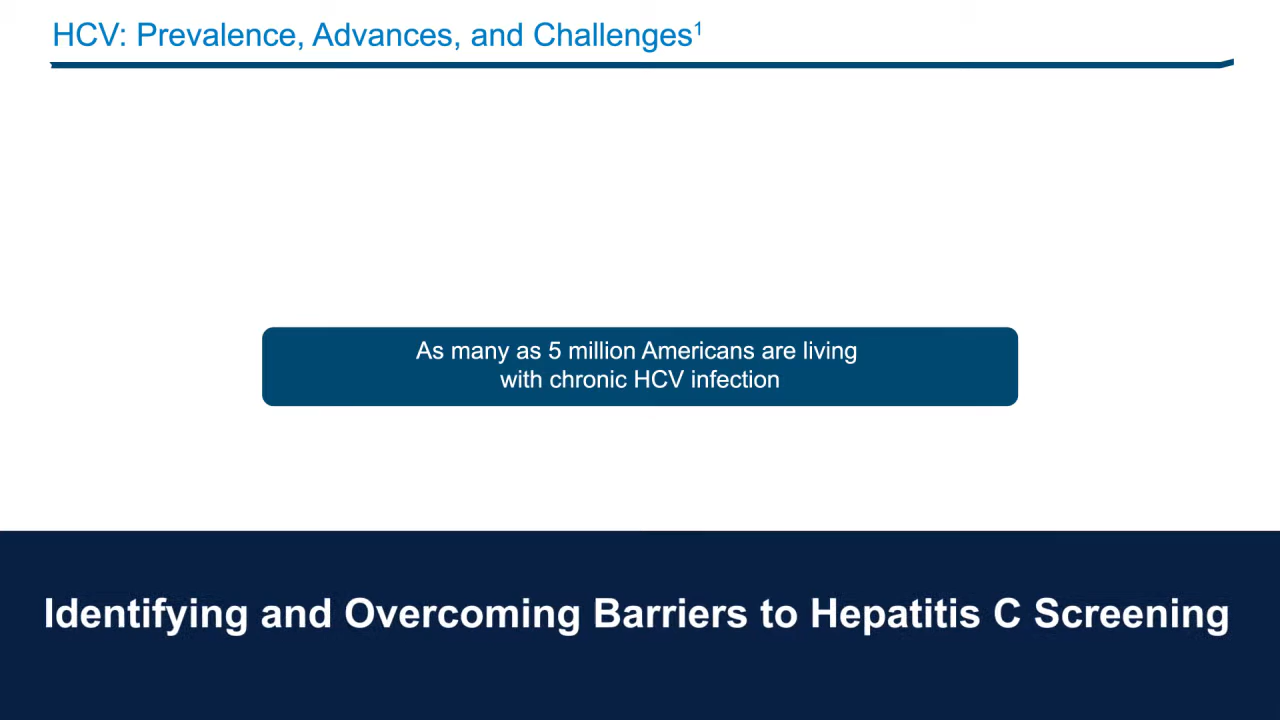 HCV: Prevalence, Advances, and Challenges¹
As many as 5 million Americans are living
with chronic HCV infection
Identifying and Overcoming Barriers to Hepatitis C Screening